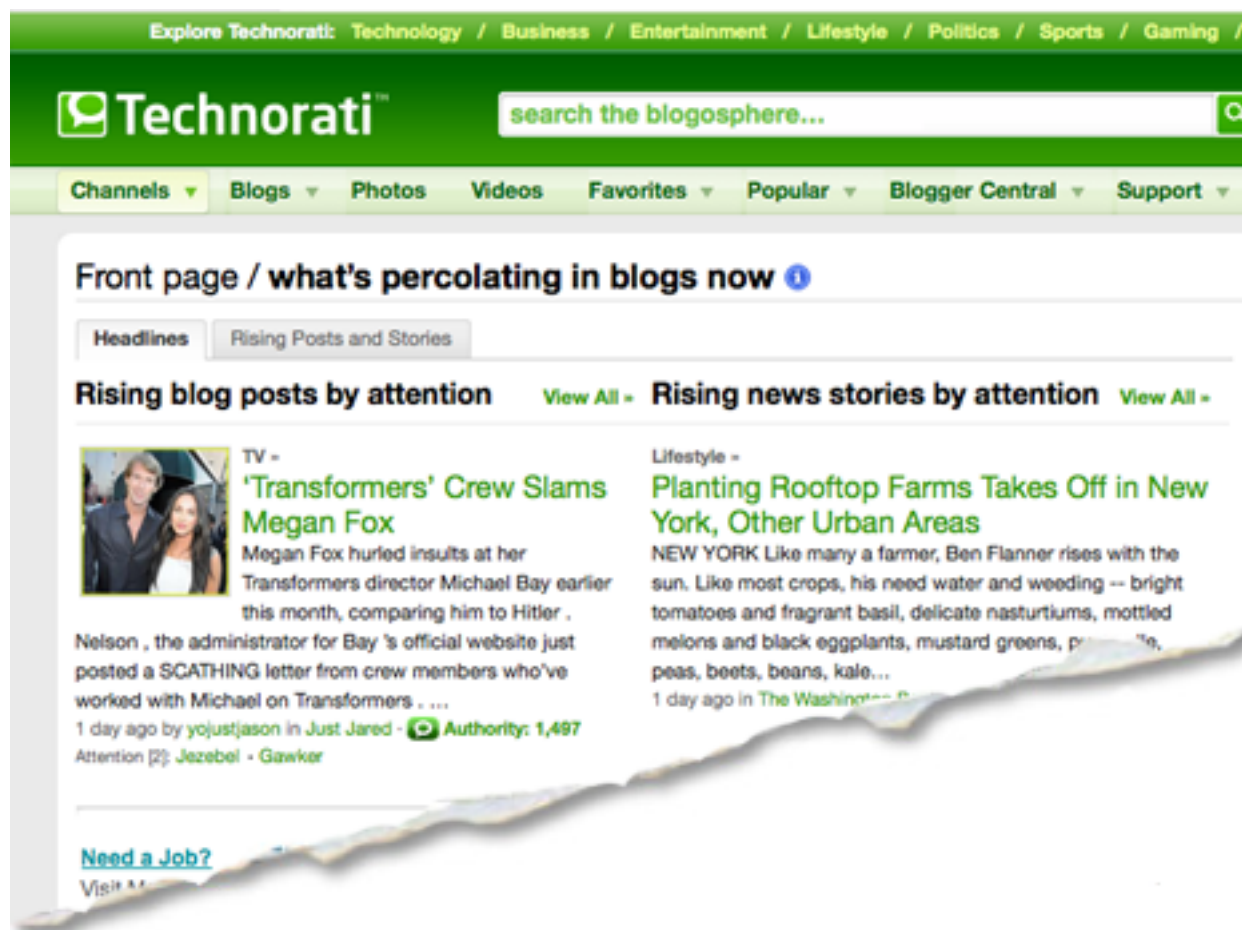 Explore Technorati: Technology / Business / Entertainment / Lifestyle / Politics / Sports / Gaming /
Technorati™
search the blogosphere...
Channels Blogs Photos Videos Favorites Popular Blogger Central Support
Front page / what's percolating in blogs now
Headlines Rising Posts and Stories
Rising blog posts by attention View All »
TV »
'Transformers' Crew Slams
Megan Fox
Megan Fox hurled insults at her
Transformers director Michael Bay earlier
this month, comparing him to Hitler .
Nelson , the administrator for Bay 's official website just
posted a SCATHING letter from crew members who've
worked with Michael on Transformers . ...
1 day ago by yojustjason in Just Jared - Authority: 1,497
Attention [2]: Jezebel - Gawker
Rising news stories by attention View All »
Lifestyle »
Planting Rooftop Farms Takes Off in New
York, Other Urban Areas
NEW YORK Like many a farmer, Ben Flanner rises with the
sun. Like most crops, his need water and weeding -- bright
tomatoes and fragrant basil, delicate nasturtiums, mottled
melons and black eggplants, mustard greens,
peas, beets, beans, kale...
1 day ago in The Washington
Need a Job?
Visit